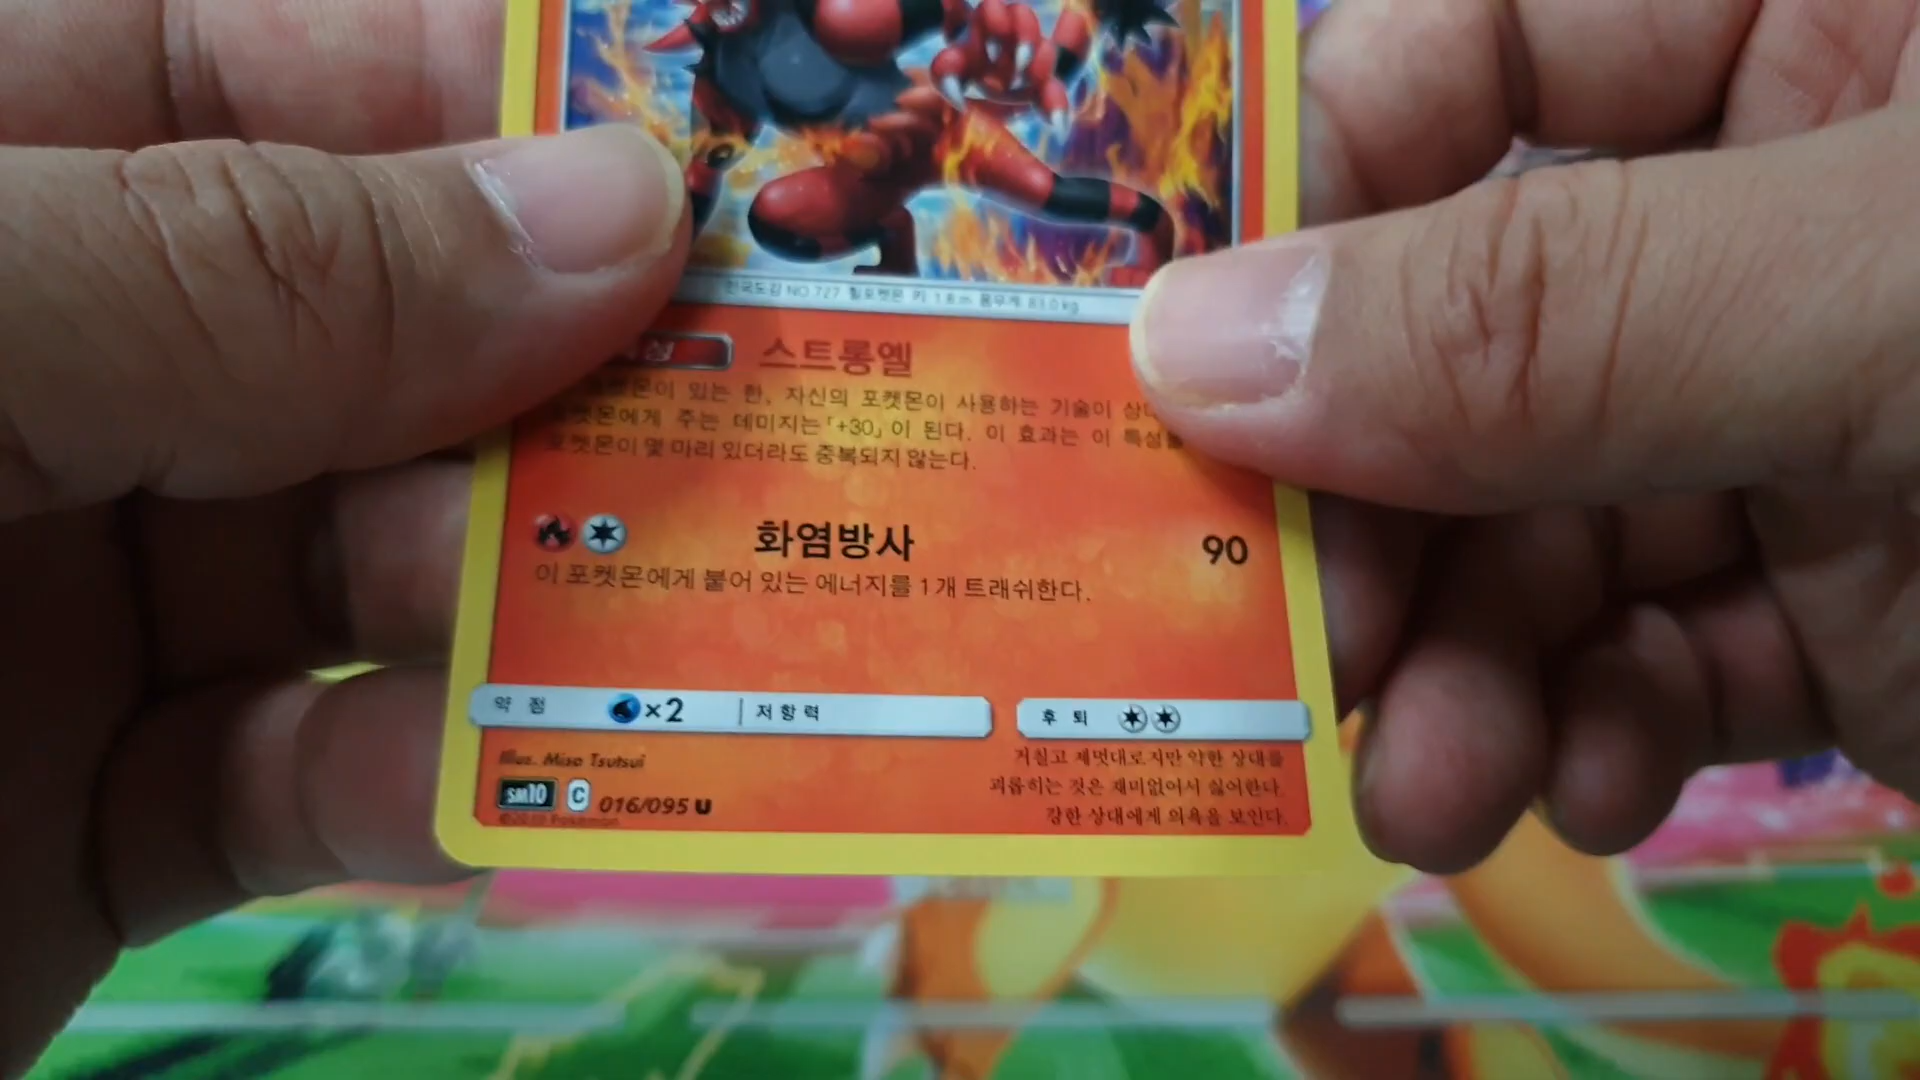 전국도감 NO.727 힐포켓몬 키 1.8m 몸무게 83.0kg
스트롱옐
있는 한, 자신의 포켓몬이 사용하는 기술이
포켓몬에게 주는 데미지는「+30」이 된다. 이 효과는 이 특성을
포켓몬이 몇 마리 있더라도 중복되지 않는다.
화염방사 90
이 포켓몬에게 붙어 있는 에너지를 1개 트래쉬한다.
약점 ×2 저항력 후퇴
Illus. Misa Tsutsui
SM10 C 016/095 U
©2019 Pokémon
거칠고 제멋대로지만 약한 상대를
괴롭히는 것은 재미없어서 싫어한다.
강한 상대에게 의욕을 보인다.